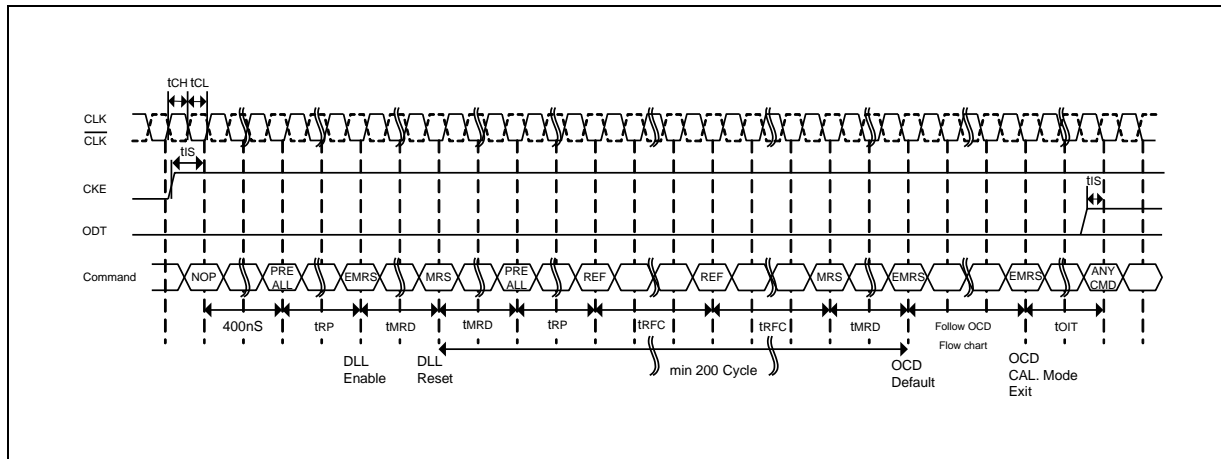 tCH tCL
CLK
CLK
tIS
CKE
tIS
ODT
Command NOP PRE ALL EMRS MRS PRE ALL REF REF MRS EMRS EMRS ANY CMD
400nS tRP tMRD tMRD tRP tRFC tRFC tMRD Follow OCD Flow chart tOIT
DLL Enable DLL Reset min 200 Cycle OCD Default OCD CAL. Mode Exit